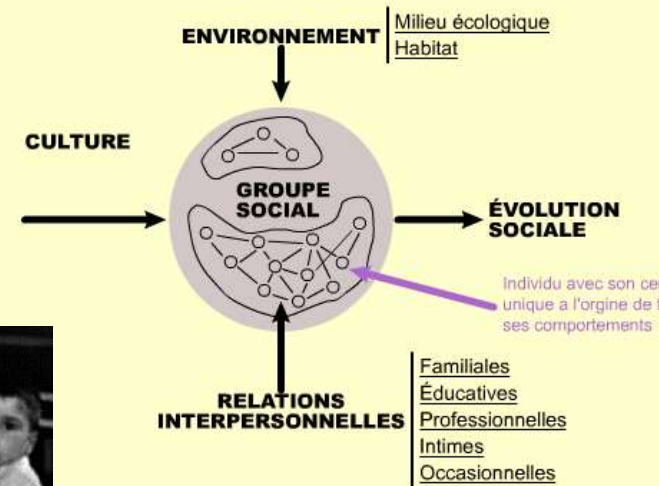 ENVIRONNEMENT
Milieu écologique
Habitat
CULTURE
GROUPE
SOCIAL
ÉVOLUTION
SOCIALE
Individu avec son
unique a l'orgine de
ses comportements
RELATIONS
INTERPERSONNELLES
Familiales
Éducatives
Professionnelles
Intimes
Occasionnelles